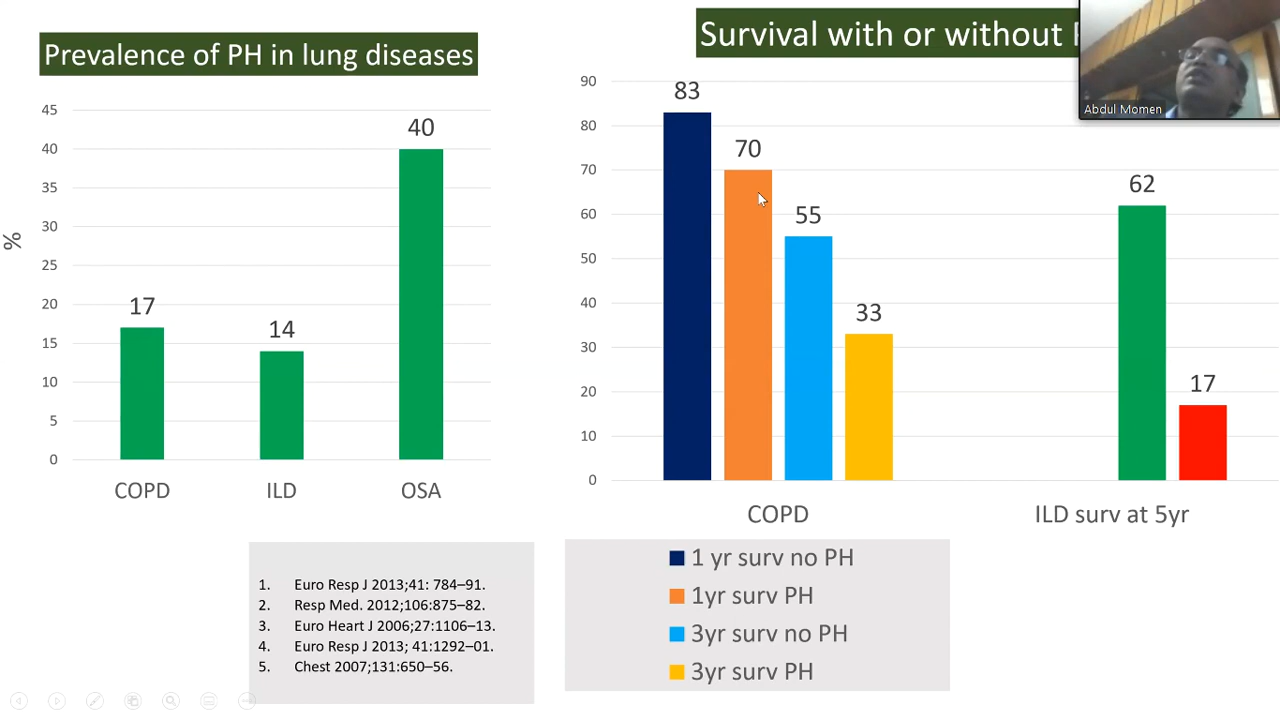 Prevalence of PH in lung diseases
45
40
35
30
25
20
15
10
5
0
%
17
14
40
COPD
ILD
OSA
Survival with or without
Abdul Momen
90
80
70
60
50
40
30
20
10
0
83
70
55
33
62
17
COPD
ILD surv at 5yr
1 yr surv no PH
1yr surv PH
3yr surv no PH
3yr surv PH
1. Euro Resp J 2013;41: 784–91.
2. Resp Med. 2012;106:875–82.
3. Euro Heart J 2006;27:1106–13.
4. Euro Resp J 2013; 41:1292–01.
5. Chest 2007;131:650–56.